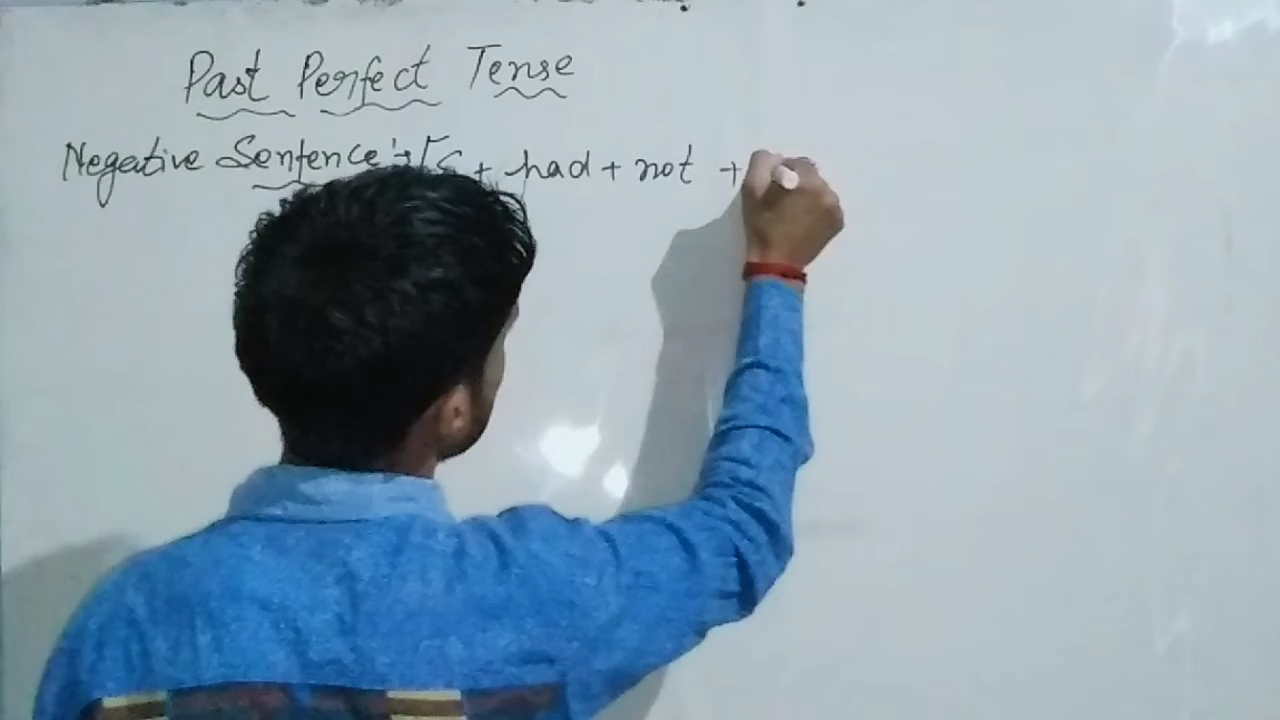 Past Perfect Tense
Negative Sentence :→ [S + had + not +